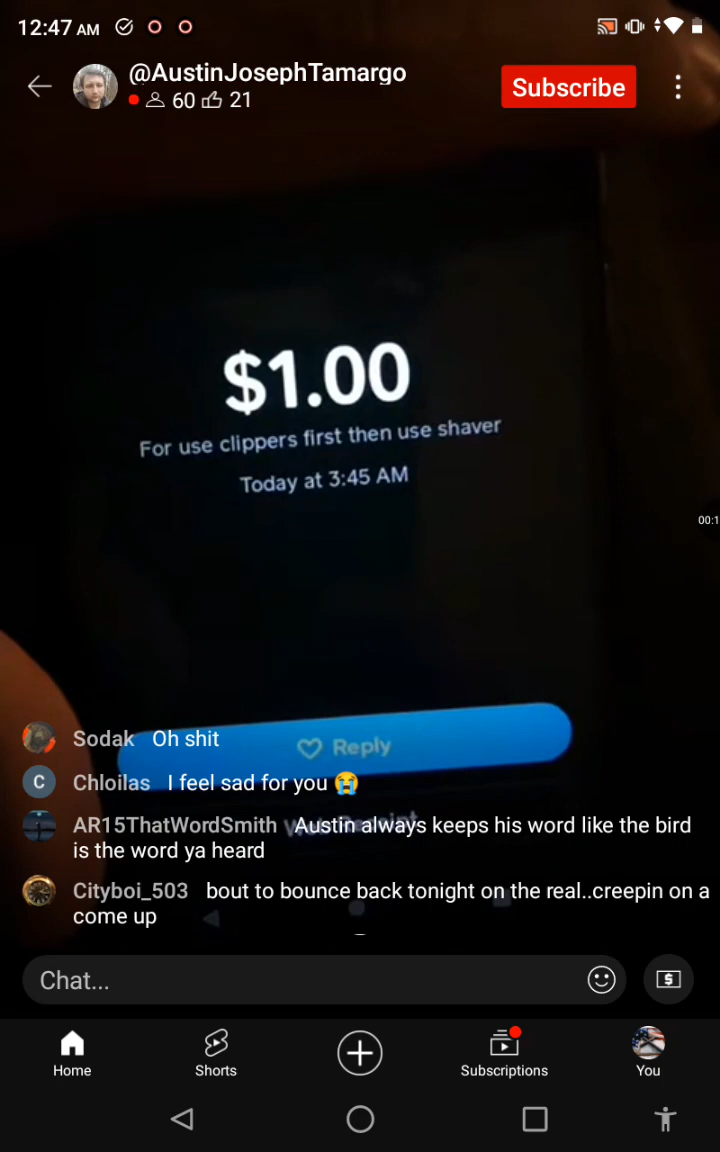 12:47 AM
@AustinJosephTamargo
60 21
Subscribe
$1.00
For use clippers first then use shaver
Today at 3:45 AM
00:1
Reply
Sodak Oh shit
C Chloilas I feel sad for you 😭
Web Receipt
AR15ThatWordSmith Austin always keeps his word like the bird
is the word ya heard
Cityboi_503 bout to bounce back tonight on the real..creepin on a
come up
Chat...
Home
Shorts
Subscriptions
You